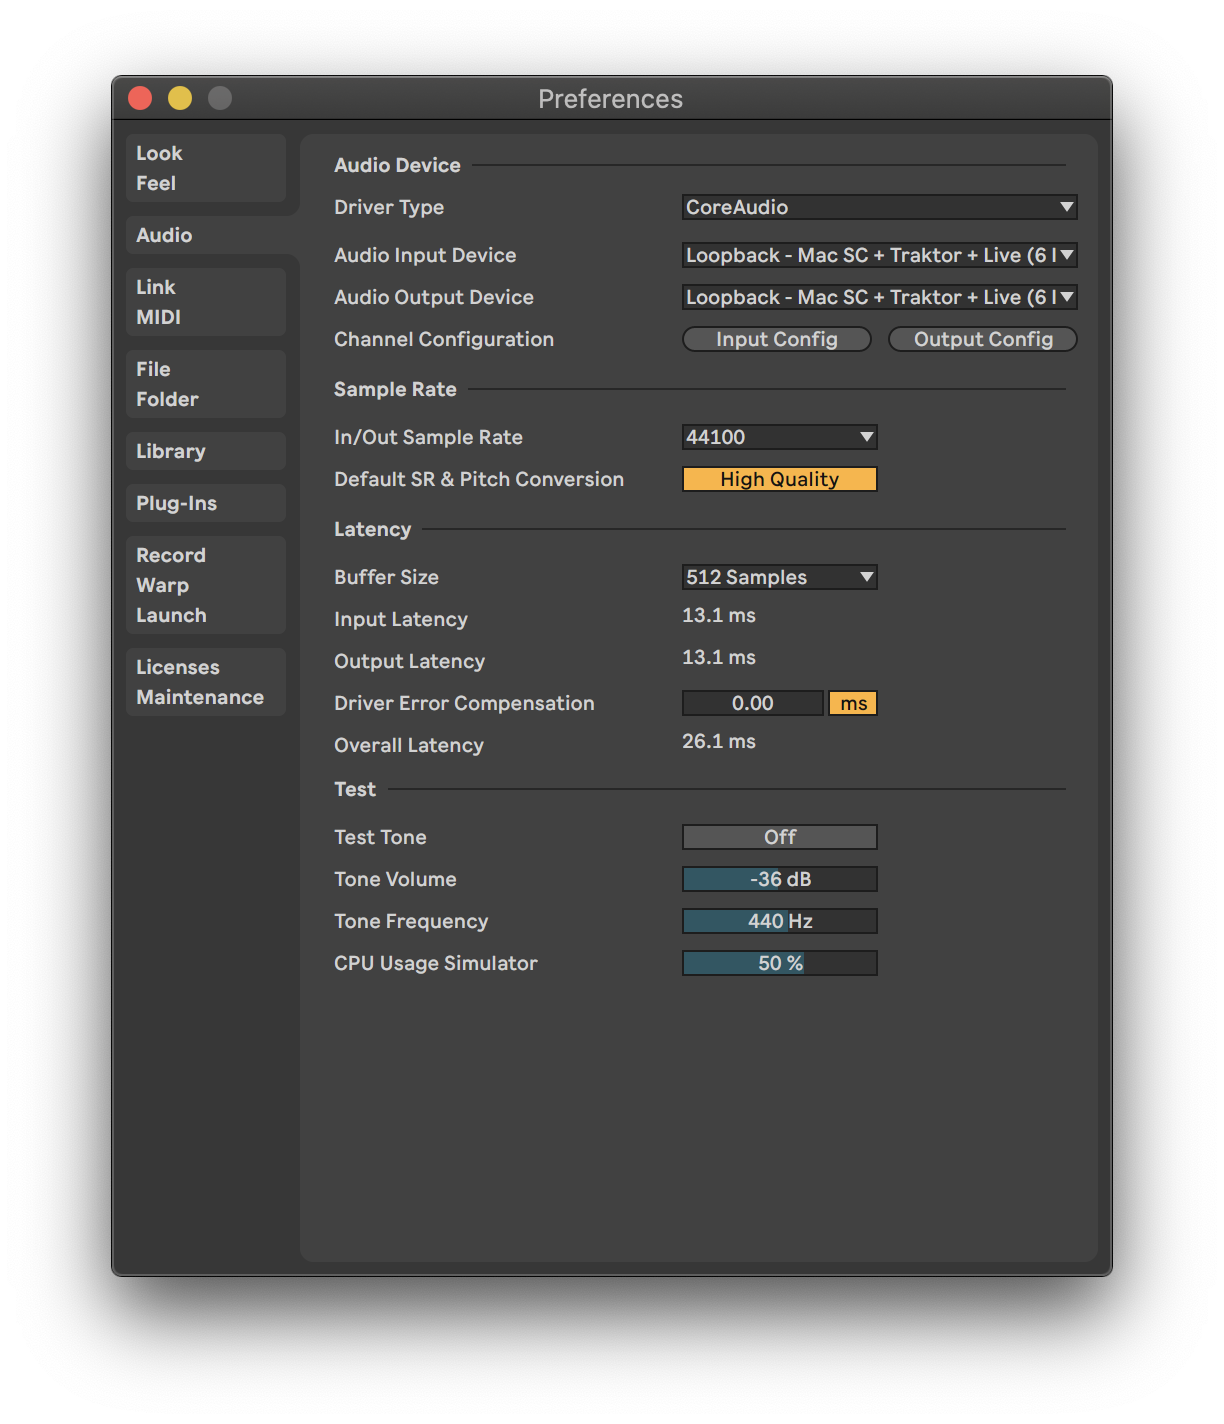 Preferences
Look
Feel
Audio
Link
MIDI
File
Folder
Library
Plug-Ins
Record
Warp
Launch
Licenses
Maintenance
Audio Device
Driver Type CoreAudio
Audio Input Device Loopback - Mac SC + Traktor + Live (6 I
Audio Output Device Loopback - Mac SC + Traktor + Live (6 I
Channel Configuration Input Config Output Config
Sample Rate
In/Out Sample Rate 44100
Default SR & Pitch Conversion High Quality
Latency
Buffer Size 512 Samples
Input Latency 13.1 ms
Output Latency 13.1 ms
Driver Error Compensation 0.00 ms
Overall Latency 26.1 ms
Test
Test Tone Off
Tone Volume -36 dB
Tone Frequency 440 Hz
CPU Usage Simulator 50 %